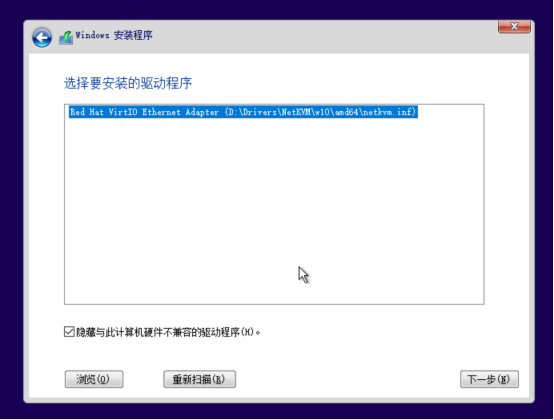 Windows 安装程序
选择要安装的驱动程序
Red Hat VirtIO Ethernet Adapter (D:\Drivers\NetKVM\w10\amd64\netkvm.inf)
隐藏与此计算机硬件不兼容的驱动程序(H)。
浏览(O) 重新扫描(R) 下一步(N)